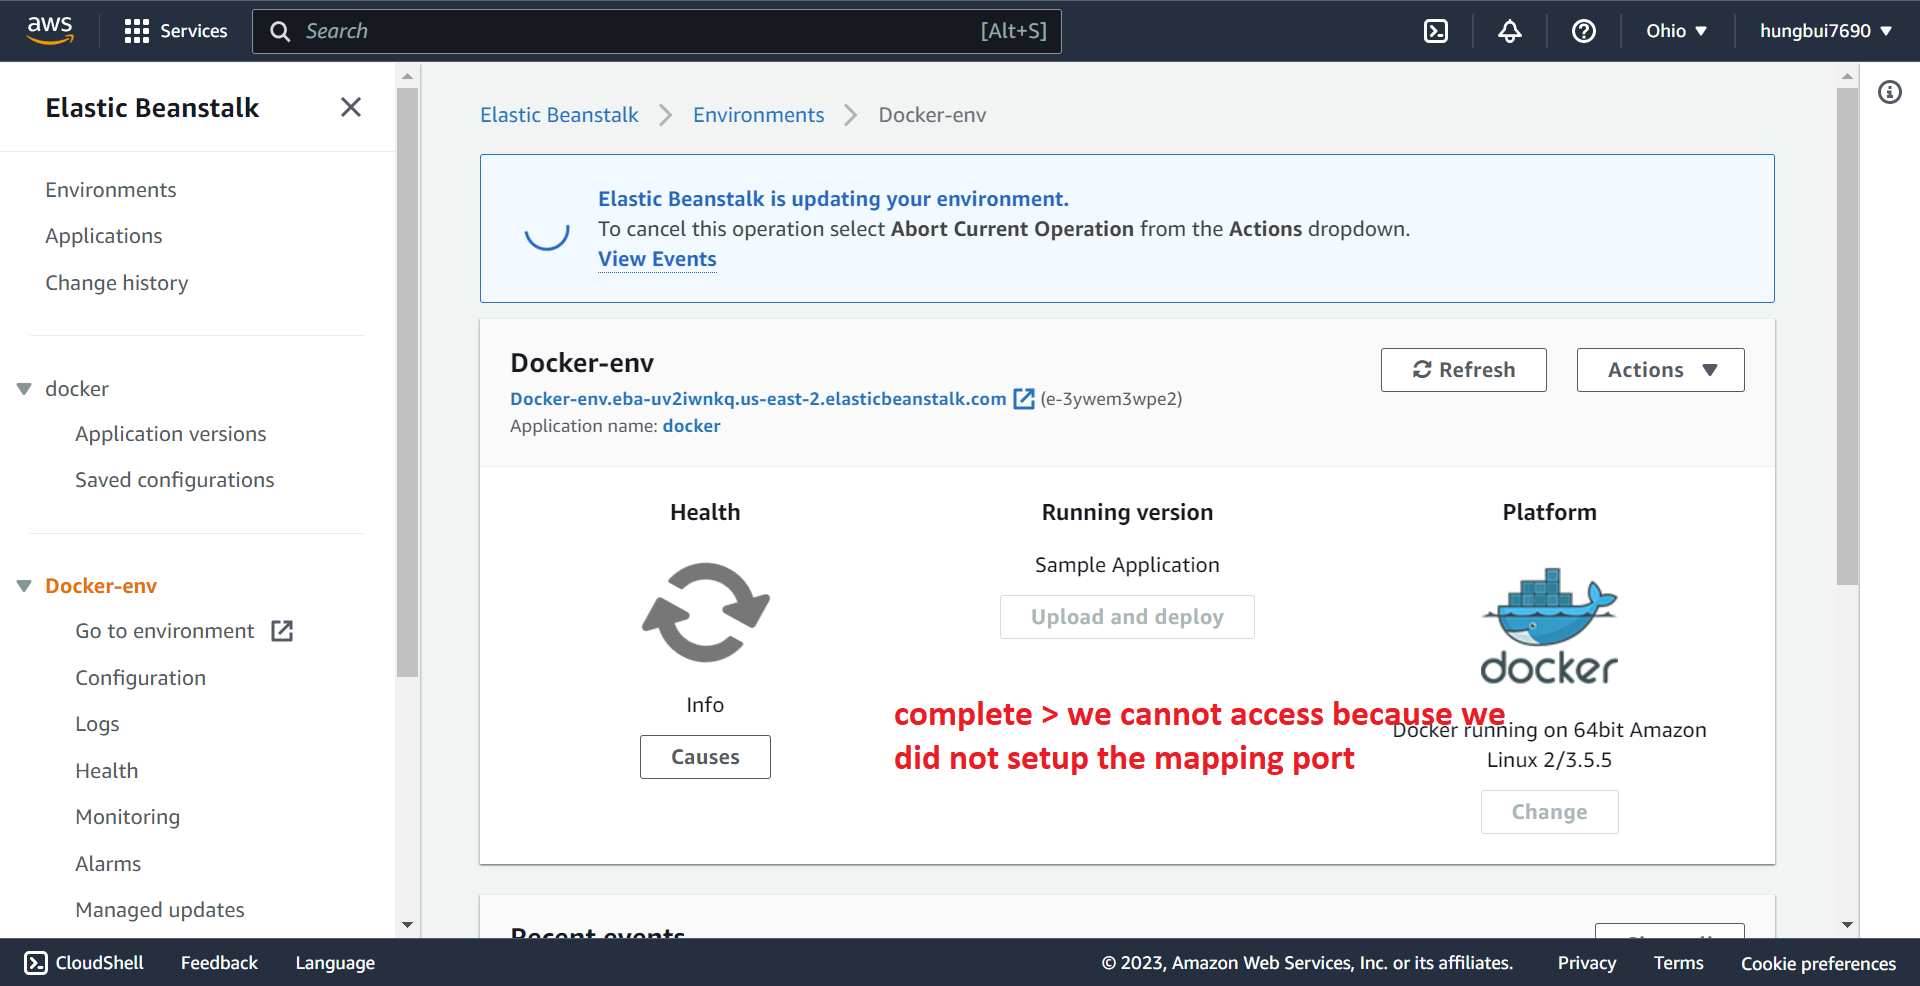 aws
Services
Search
[Alt+S]
Ohio
hungbui7690
Elastic Beanstalk
Environments
Applications
Change history
docker
Application versions
Saved configurations
Docker-env
Go to environment
Configuration
Logs
Health
Monitoring
Alarms
Managed updates
Elastic Beanstalk
Environments
Docker-env
Elastic Beanstalk is updating your environment.
To cancel this operation select Abort Current Operation from the Actions dropdown.
View Events
Docker-env
Docker-env.eba-uv2iwnkq.us-east-2.elasticbeanstalk.com (e-3ywem3wpe2)
Application name: docker
Refresh
Actions
Health
Info
Causes
Running version
Sample Application
Upload and deploy
Platform
docker
Docker running on 64bit Amazon
Linux 2/3.5.5
Change
complete > we cannot access because we
did not setup the mapping port
Recent events
CloudShell
Feedback
Language
© 2023, Amazon Web Services, Inc. or its affiliates.
Privacy
Terms
Cookie preferences